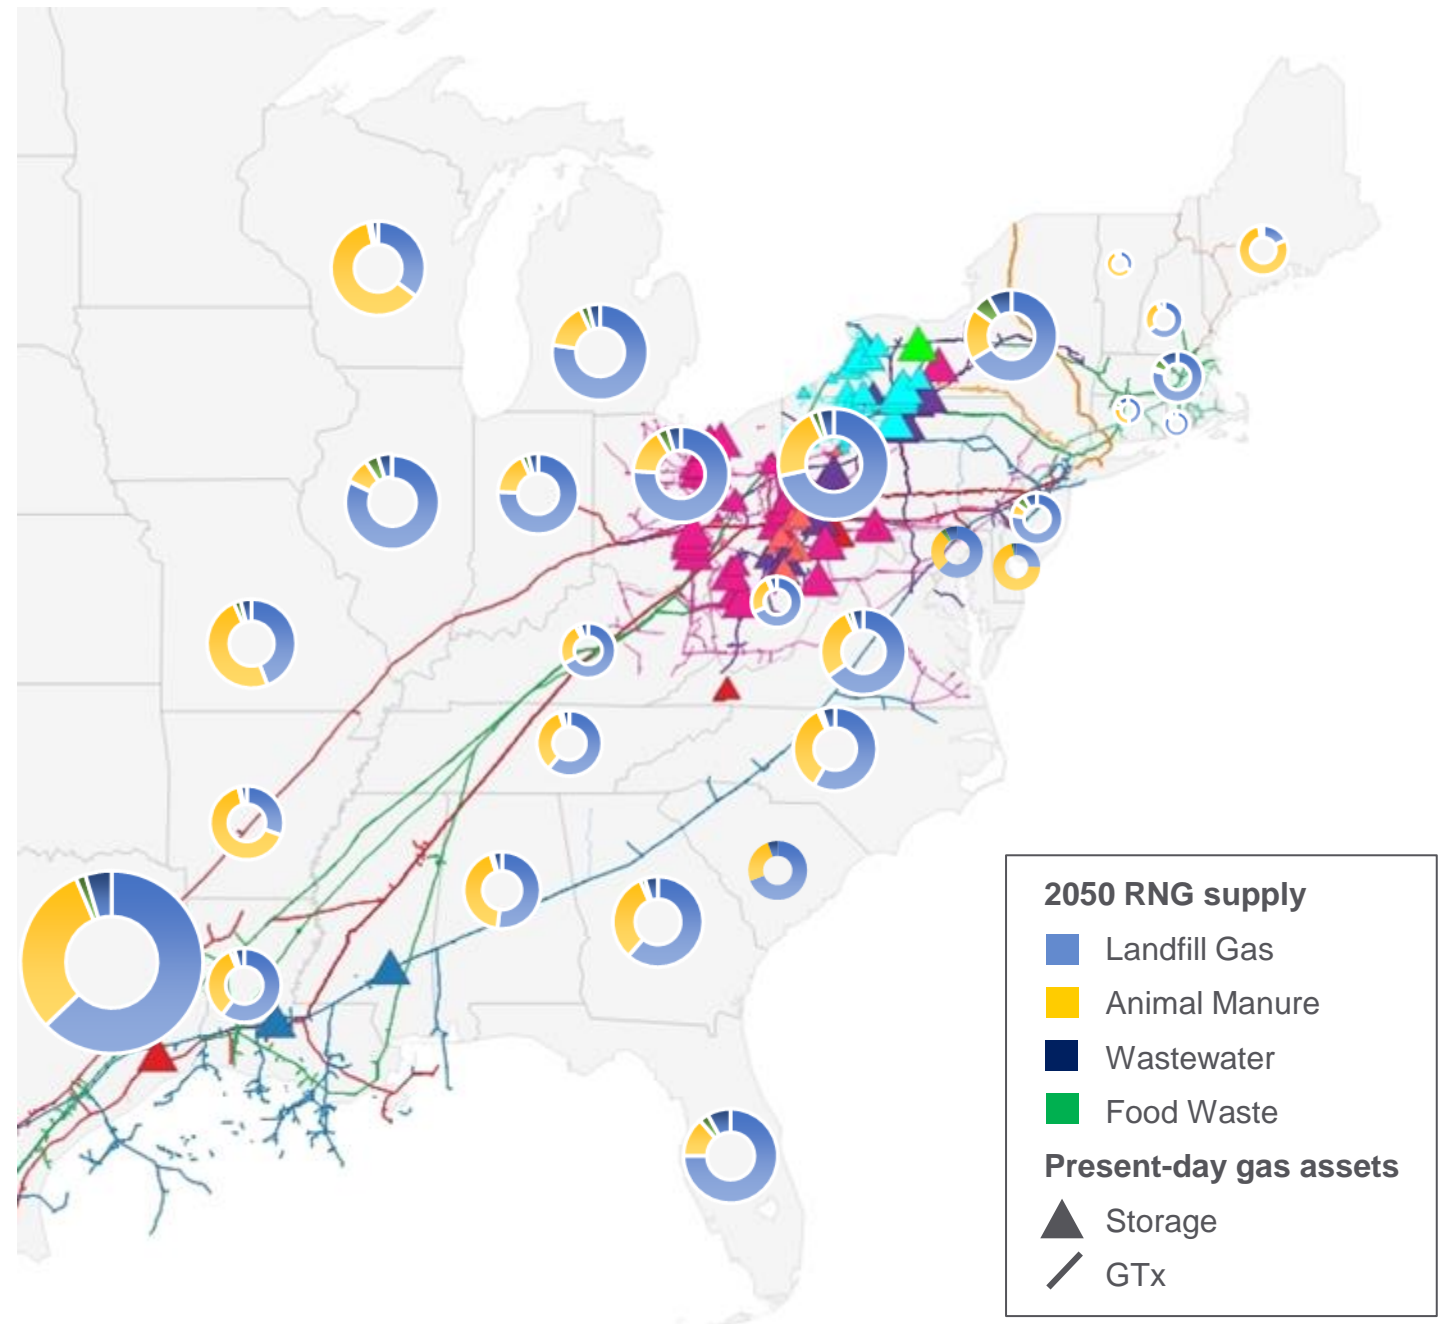 2050 RNG supply
Landfill Gas
Animal Manure
Wastewater
Food Waste
Present-day gas assets
Storage
GTx